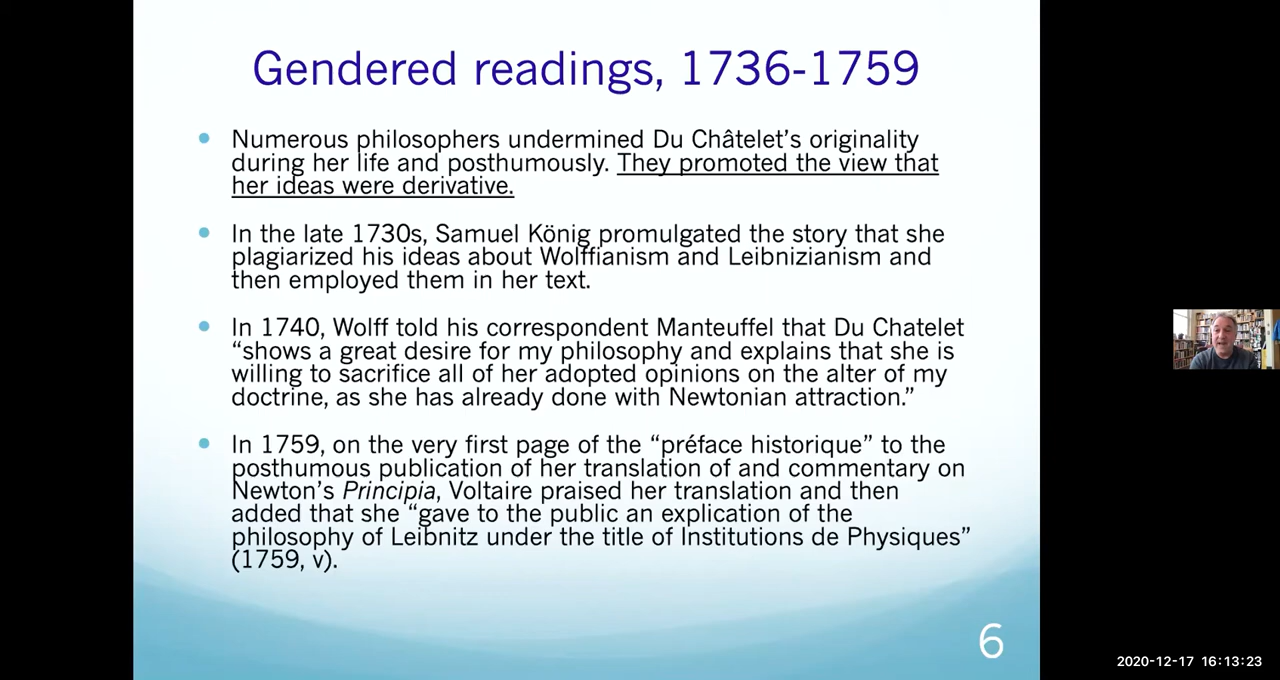 Gendered readings, 1736-1759
Numerous philosophers undermined Du Châtelet’s originality
during her life and posthumously. They promoted the view that
her ideas were derivative.
In the late 1730s, Samuel König promulgated the story that she
plagiarized his ideas about Wolffianism and Leibnizianism and
then employed them in her text.
In 1740, Wolff told his correspondent Manteuffel that Du Chatelet
“shows a great desire for my philosophy and explains that she is
willing to sacrifice all of her adopted opinions on the alter of my
doctrine, as she has already done with Newtonian attraction.”
In 1759, on the very first page of the “préface historique” to the
posthumous publication of her translation of and commentary on
Newton’s Principia, Voltaire praised her translation and then
added that she “gave to the public an explication of the
philosophy of Leibnitz under the title of Institutions de Physiques”
(1759, v).
6
2020-12-17 16:13:23